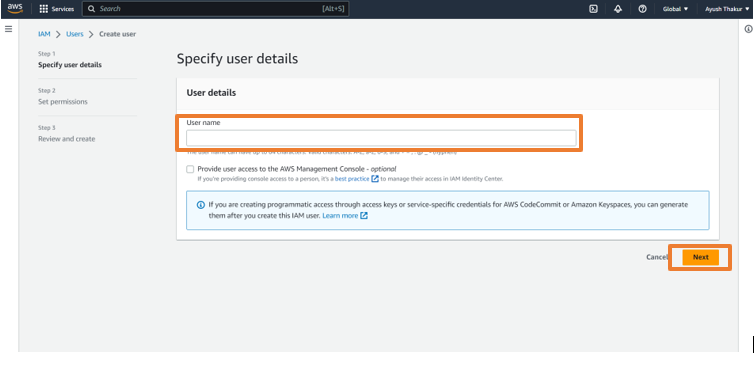 aws Services Search [Alt+S] Global Ayush Thakur
IAM > Users > Create user
Step 1
Specify user details
Step 2
Set permissions
Step 3
Review and create
Specify user details
User details
User name
The user name can have up to 64 characters. Valid characters:
Provide user access to the AWS Management Console - optional
If you're providing console access to a person, it's a best practice to manage their access in IAM Identity Center.
If you are creating programmatic access through access keys or service-specific credentials for AWS CodeCommit or Amazon Keyspaces, you can generate
them after you create this IAM user. Learn more
Cancel Next